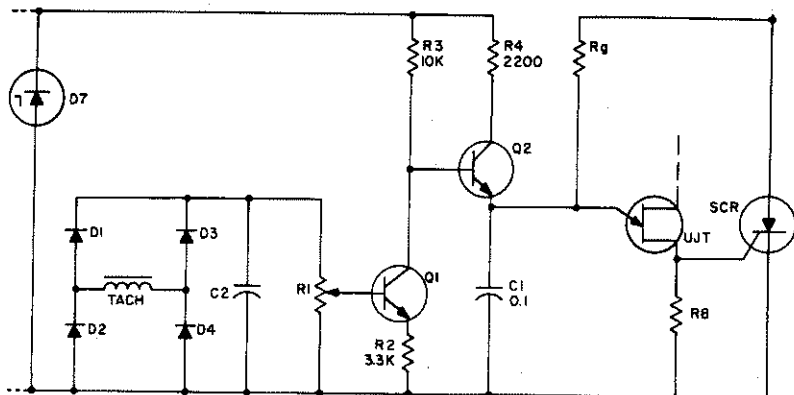 R3
10K
R4
2200
Rg
D7
Q2
D1
D3
SCR
UJT
TACH
C2
R1
Q1
C1
0.1
D2
D4
R2
3.3K
R8